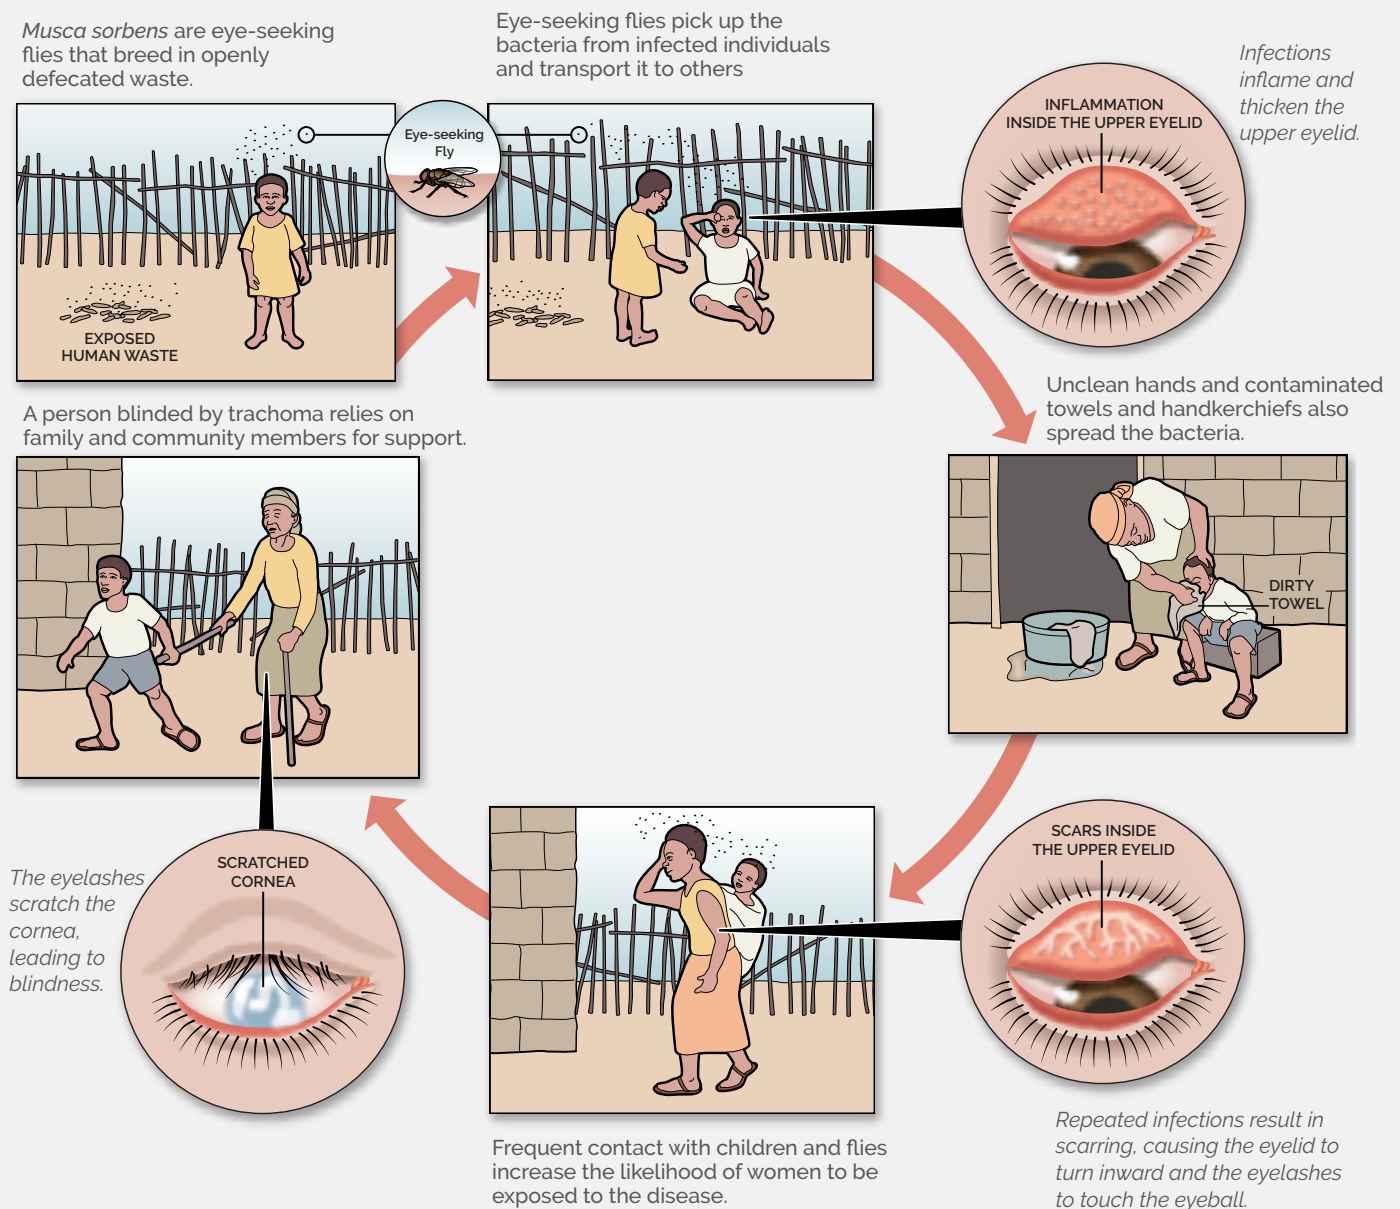 Musca sorbens are eye-seeking
flies that breed in openly
defecated waste.
Eye-seeking flies pick up the
bacteria from infected individuals
and transport it to others
Infections
inflame and
thicken the
upper eyelid.
INFLAMMATION
INSIDE THE UPPER EYELID
Eye-seeking
Fly
EXPOSED
HUMAN WASTE
Unclean hands and contaminated
towels and handkerchiefs also
spread the bacteria.
DIRTY
TOWEL
A person blinded by trachoma relies on
family and community members for support.
SCARS INSIDE
THE UPPER EYELID
Repeated infections result in
scarring, causing the eyelid to
turn inward and the eyelashes
to touch the eyeball.
Frequent contact with children and flies
increase the likelihood of women to be
exposed to the disease.
SCRATCHED
CORNEA
The eyelashes
scratch the
cornea,
leading to
blindness.